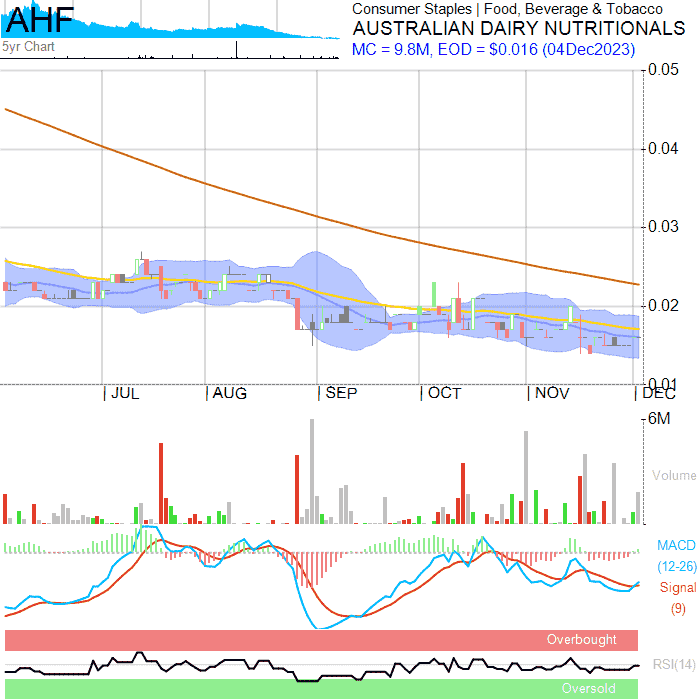 AHF
5yr Chart
Consumer Staples | Food, Beverage & Tobacco
AUSTRALIAN DAIRY NUTRITIONALS
MC = 9.8M, EOD = $0.016 (04Dec2023)
0.05
0.04
0.03
0.02
0.01
JUL AUG SEP OCT NOV DEC
6M
Volume
MACD
(12-26)
Signal
(9)
Overbought
RSI(14)
Oversold